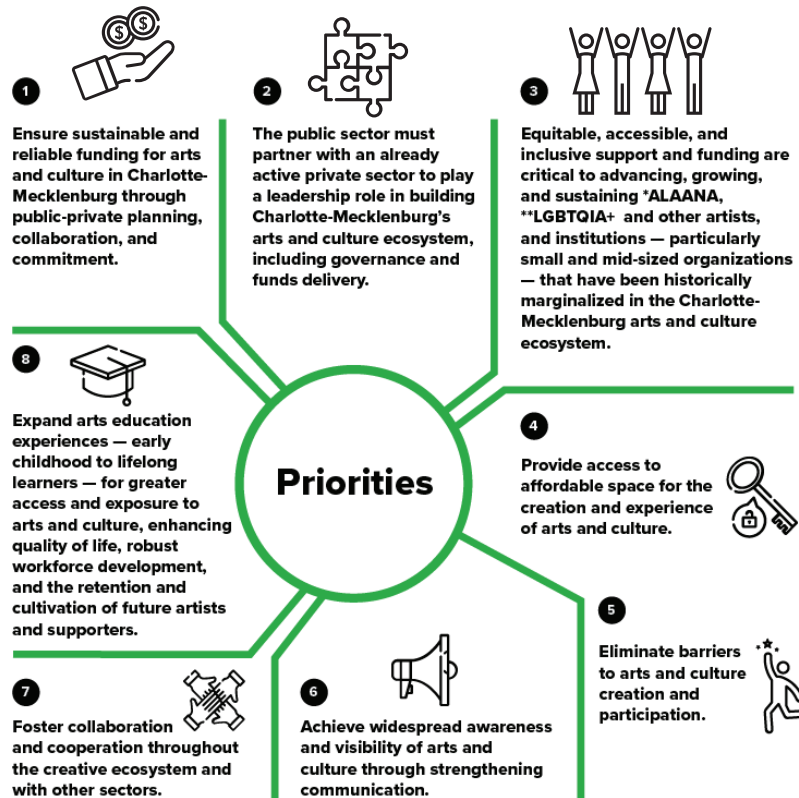 1
Ensure sustainable and
reliable funding for arts
and culture in Charlotte-
Mecklenburg through
public-private planning,
collaboration, and
commitment.
2
The public sector must
partner with an already
active private sector to play
a leadership role in building
Charlotte-Mecklenburg's
arts and culture ecosystem,
including governance and
funds delivery.
3
Equitable, accessible, and
inclusive support and funding are
critical to advancing, growing,
and sustaining *ALAANA,
**LGBTQIA+ and other artists,
and institutions — particularly
small and mid-sized organizations
— that have been historically
marginalized in the Charlotte-
Mecklenburg arts and culture
ecosystem.
Priorities
4
Provide access to
affordable space for the
creation and experience
of arts and culture.
5
Eliminate barriers
to arts and culture
creation and
participation.
6
Achieve widespread awareness
and visibility of arts and
culture through strengthening
communication.
7
Foster collaboration
and cooperation throughout
the creative ecosystem and
with other sectors.
8
Expand arts education
experiences — early
childhood to lifelong
learners — for greater
access and exposure to
arts and culture, enhancing
quality of life, robust
workforce development,
and the retention and
cultivation of future artists
and supporters.
$ $